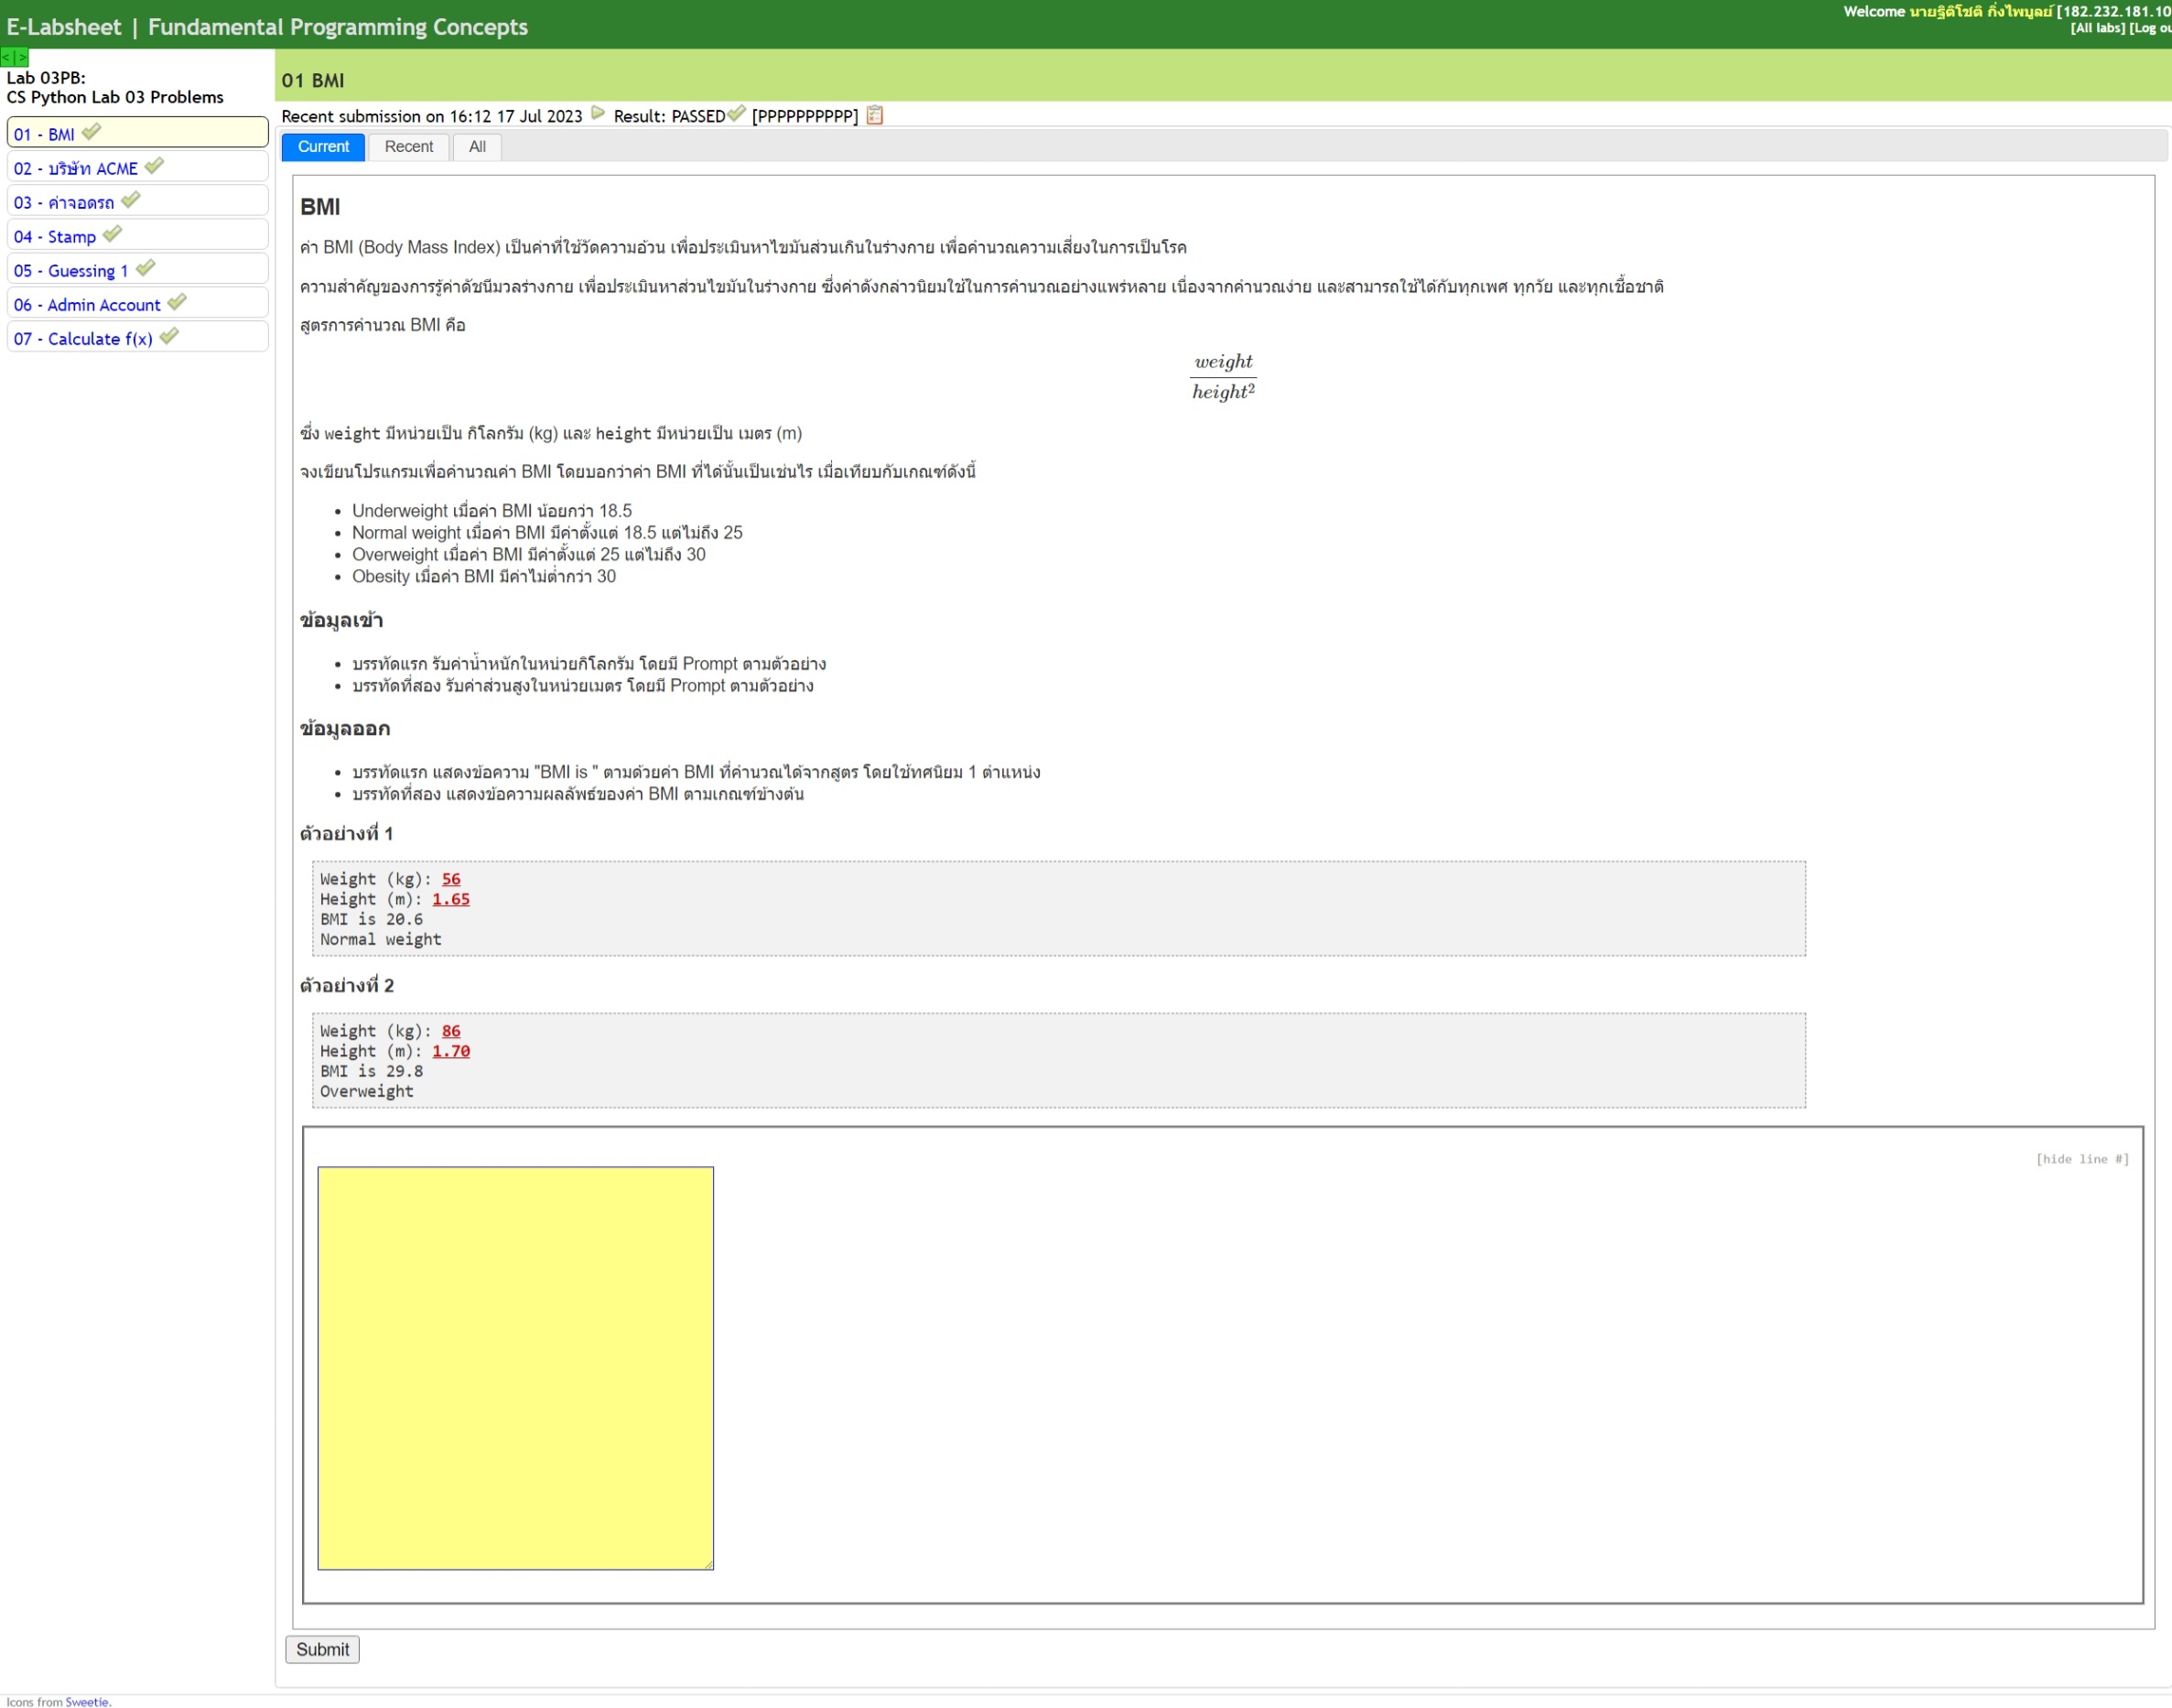 E-Labsheet | Fundamental Programming Concepts
Welcome นายฐิติโชติ กิ่งไพบูลย์ [182.232.181.10
[All labs] [Log ou
<|>
Lab 03PB:
CS Python Lab 03 Problems
01 - BMI
02 - บริษัท ACME
03 - ค่าจอดรถ
04 - Stamp
05 - Guessing 1
06 - Admin Account
07 - Calculate f(x)
01 BMI
Recent submission on 16:12 17 Jul 2023 Result: PASSED [PPPPPPPPPP]
Current Recent All
BMI
ค่า BMI (Body Mass Index) เป็นค่าที่ใช้วัดความอ้วน เพื่อประเมินหาไขมันส่วนเกินในร่างกาย เพื่อคำนวณความเสี่ยงในการเป็นโรค
ความสำคัญของการรู้ค่าดัชนีมวลร่างกาย เพื่อประเมินหาส่วนไขมันในร่างกาย ซึ่งค่าดังกล่าวนิยมใช้ในการคำนวณอย่างแพร่หลาย เนื่องจากคำนวณง่าย และสามารถใช้ได้กับทุกเพศ ทุกวัย และทุกเชื้อชาติ
สูตรการคำนวณ BMI คือ
weight
height²
ซึ่ง weight มีหน่วยเป็น กิโลกรัม (kg) และ height มีหน่วยเป็น เมตร (m)
จงเขียนโปรแกรมเพื่อคำนวณค่า BMI โดยบอกว่าค่า BMI ที่ได้นั้นเป็นเช่นไร เมื่อเทียบกับเกณฑ์ดังนี้
• Underweight เมื่อค่า BMI น้อยกว่า 18.5
• Normal weight เมื่อค่า BMI มีค่าตั้งแต่ 18.5 แต่ไม่ถึง 25
• Overweight เมื่อค่า BMI มีค่าตั้งแต่ 25 แต่ไม่ถึง 30
• Obesity เมื่อค่า BMI มีค่าไม่ต่ำกว่า 30
ข้อมูลเข้า
• บรรทัดแรก รับค่าน้ำหนักในหน่วยกิโลกรัม โดยมี Prompt ตามตัวอย่าง
• บรรทัดที่สอง รับค่าส่วนสูงในหน่วยเมตร โดยมี Prompt ตามตัวอย่าง
ข้อมูลออก
• บรรทัดแรก แสดงข้อความ "BMI is " ตามด้วยค่า BMI ที่คำนวณได้จากสูตร โดยใช้ทศนิยม 1 ตำแหน่ง
• บรรทัดที่สอง แสดงข้อความผลลัพธ์ของค่า BMI ตามเกณฑ์ข้างต้น
ตัวอย่างที่ 1
Weight (kg): 56
Height (m): 1.65
BMI is 20.6
Normal weight
ตัวอย่างที่ 2
Weight (kg): 86
Height (m): 1.70
BMI is 29.8
Overweight
[hide line #]
Submit
Icons from Sweetie.